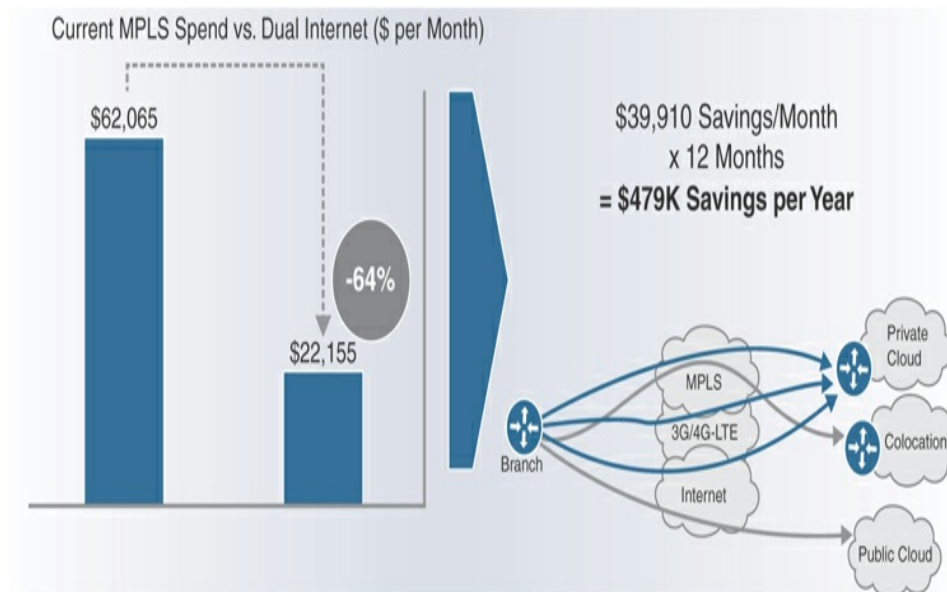 Current MPLS Spend vs. Dual Internet ($ per Month)
$62,065
-64%
$22,155
$39,910 Savings/Month
x 12 Months
= $479K Savings per Year
Branch
MPLS
3G/4G-LTE
Internet
Private
Cloud
Colocation
Public Cloud